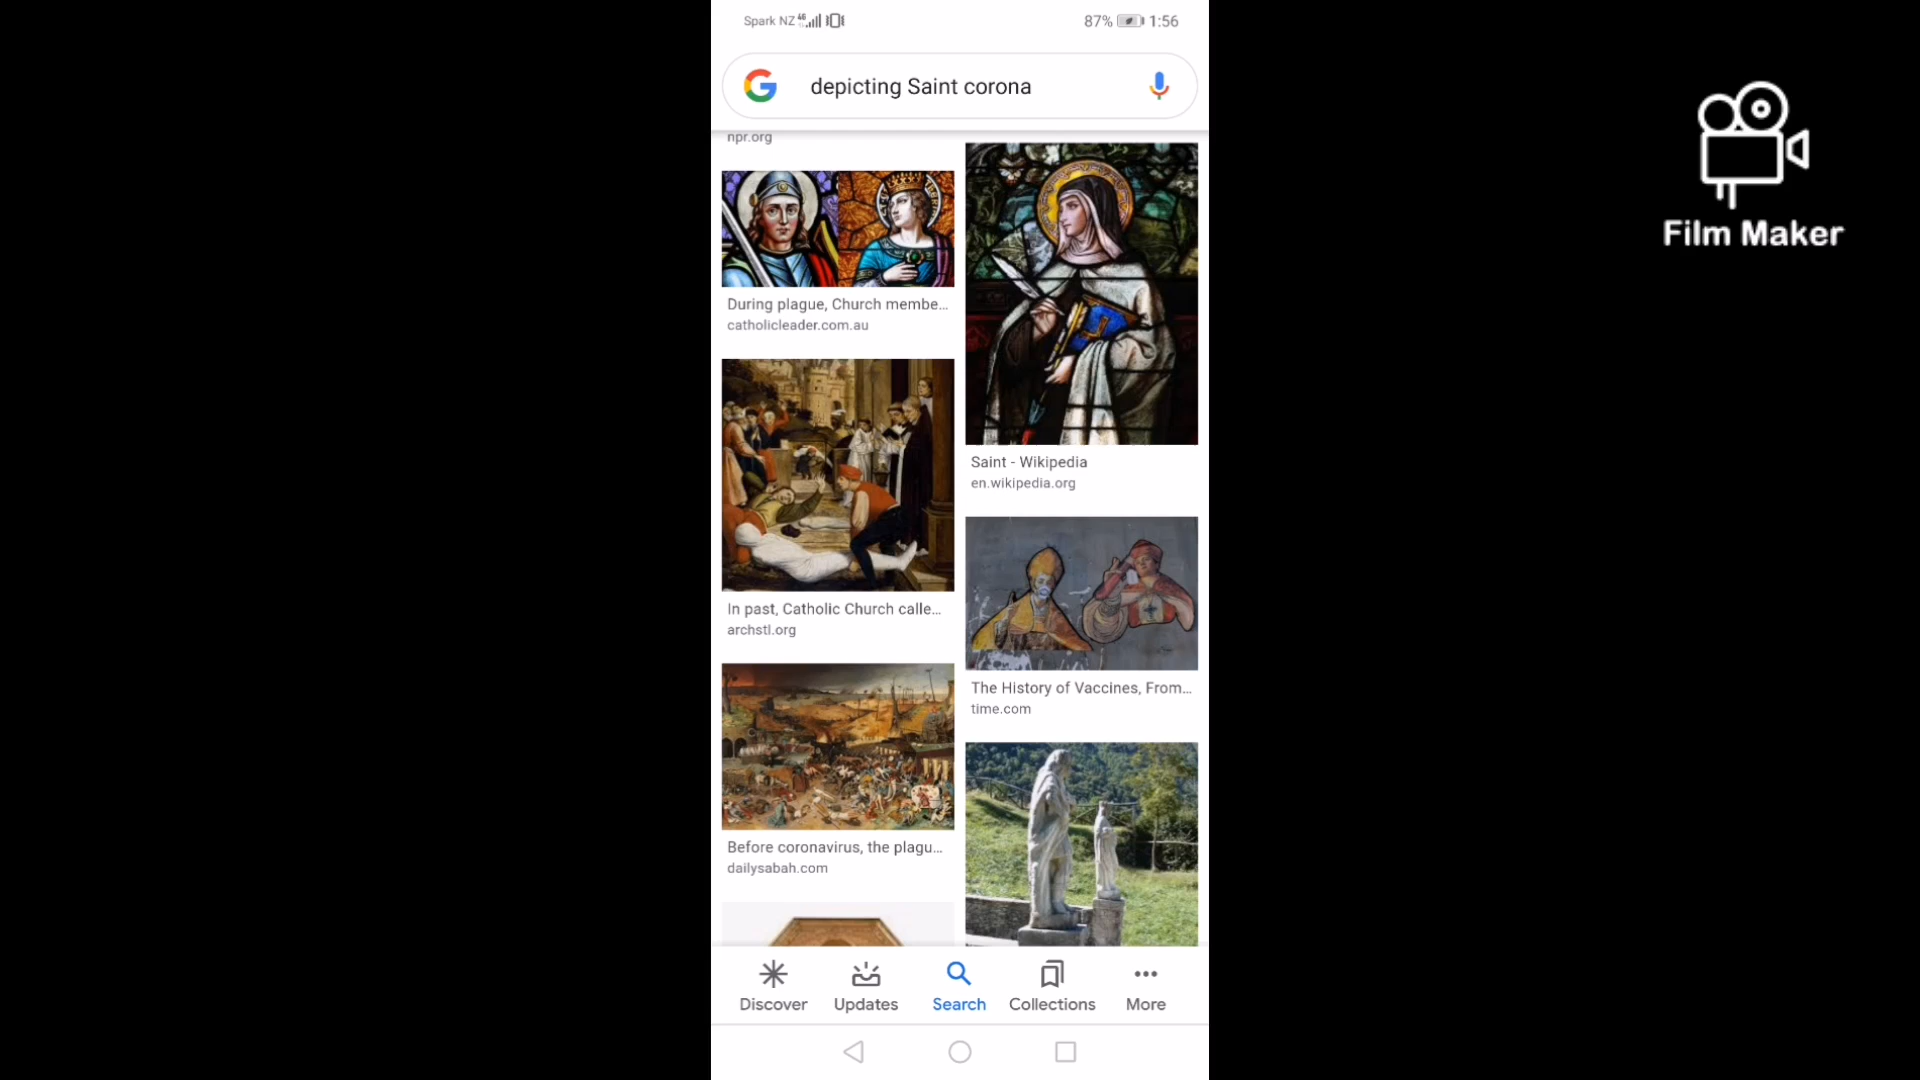 Spark NZ 4G 87% 1:56
depicting Saint corona
npr.org
During plague, Church membe...
catholicleader.com.au
In past, Catholic Church calle...
archstl.org
Before coronavirus, the plagu...
dailysabah.com
Saint - Wikipedia
en.wikipedia.org
The History of Vaccines, From...
time.com
Discover Updates Search Collections More
Film Maker